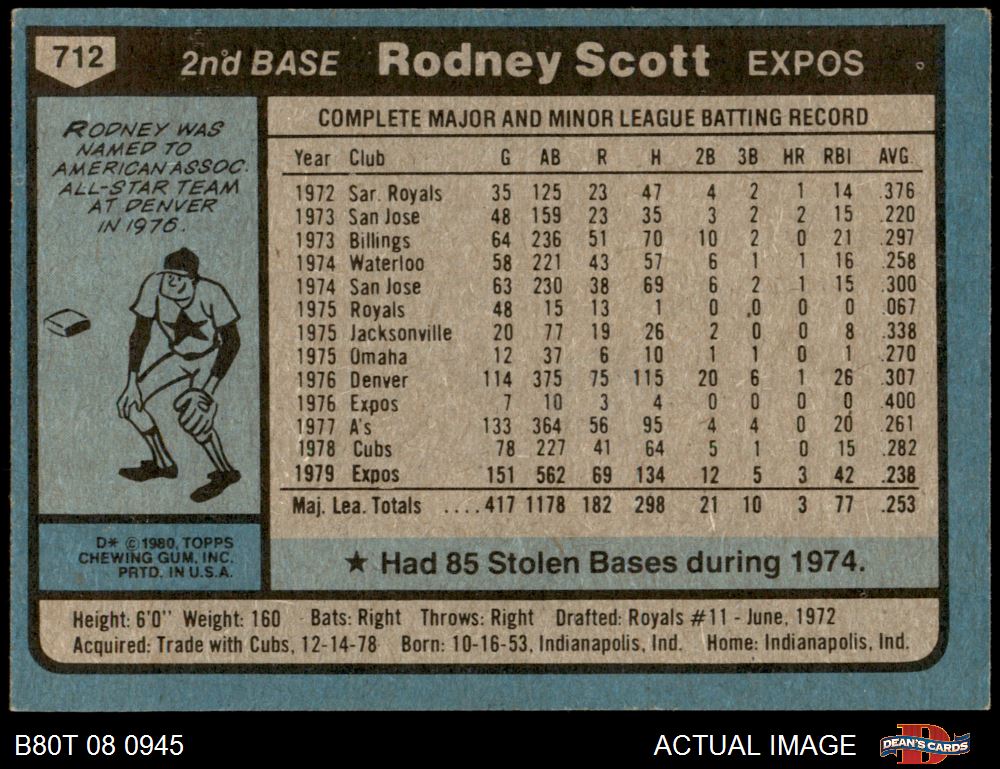 712 2nd BASE Rodney Scott EXPOS
RODNEY WAS
NAMED TO
AMERICAN ASSOC.
ALL-STAR TEAM
AT DENVER
IN 1976.
COMPLETE MAJOR AND MINOR LEAGUE BATTING RECORD
Year Club G AB R H 2B 3B HR RBI AVG.
1972 Sar. Royals 35 125 23 47 4 2 1 14 .376
1973 San Jose 48 159 23 35 3 2 2 15 .220
1973 Billings 64 236 51 70 10 2 0 21 .297
1974 Waterloo 58 221 43 57 6 1 1 16 .258
1974 San Jose 63 230 38 69 6 2 1 15 .300
1975 Royals 48 15 13 1 0 0 0 0 .067
1975 Jacksonville 20 77 19 26 2 0 0 8 .338
1975 Omaha 12 37 6 10 1 1 0 1 .270
1976 Denver 114 375 75 115 20 6 1 26 .307
1976 Expos 7 10 3 4 0 0 0 0 .400
1977 A's 133 364 56 95 4 4 0 20 .261
1978 Cubs 78 227 41 64 5 1 0 15 .282
1979 Expos 151 562 69 134 12 5 3 42 .238
Maj. Lea. Totals ....417 1178 182 298 21 10 3 77 .253
★ Had 85 Stolen Bases during 1974.
D* © 1980, TOPPS
CHEWING GUM, INC.
PRTD. IN U.S.A.
Height: 6'0" Weight: 160 Bats: Right Throws: Right Drafted: Royals #11 - June, 1972
Acquired: Trade with Cubs, 12-14-78 Born: 10-16-53, Indianapolis, Ind. Home: Indianapolis, Ind.
B80T 08 0945 ACTUAL IMAGE DEAN'S CARDS